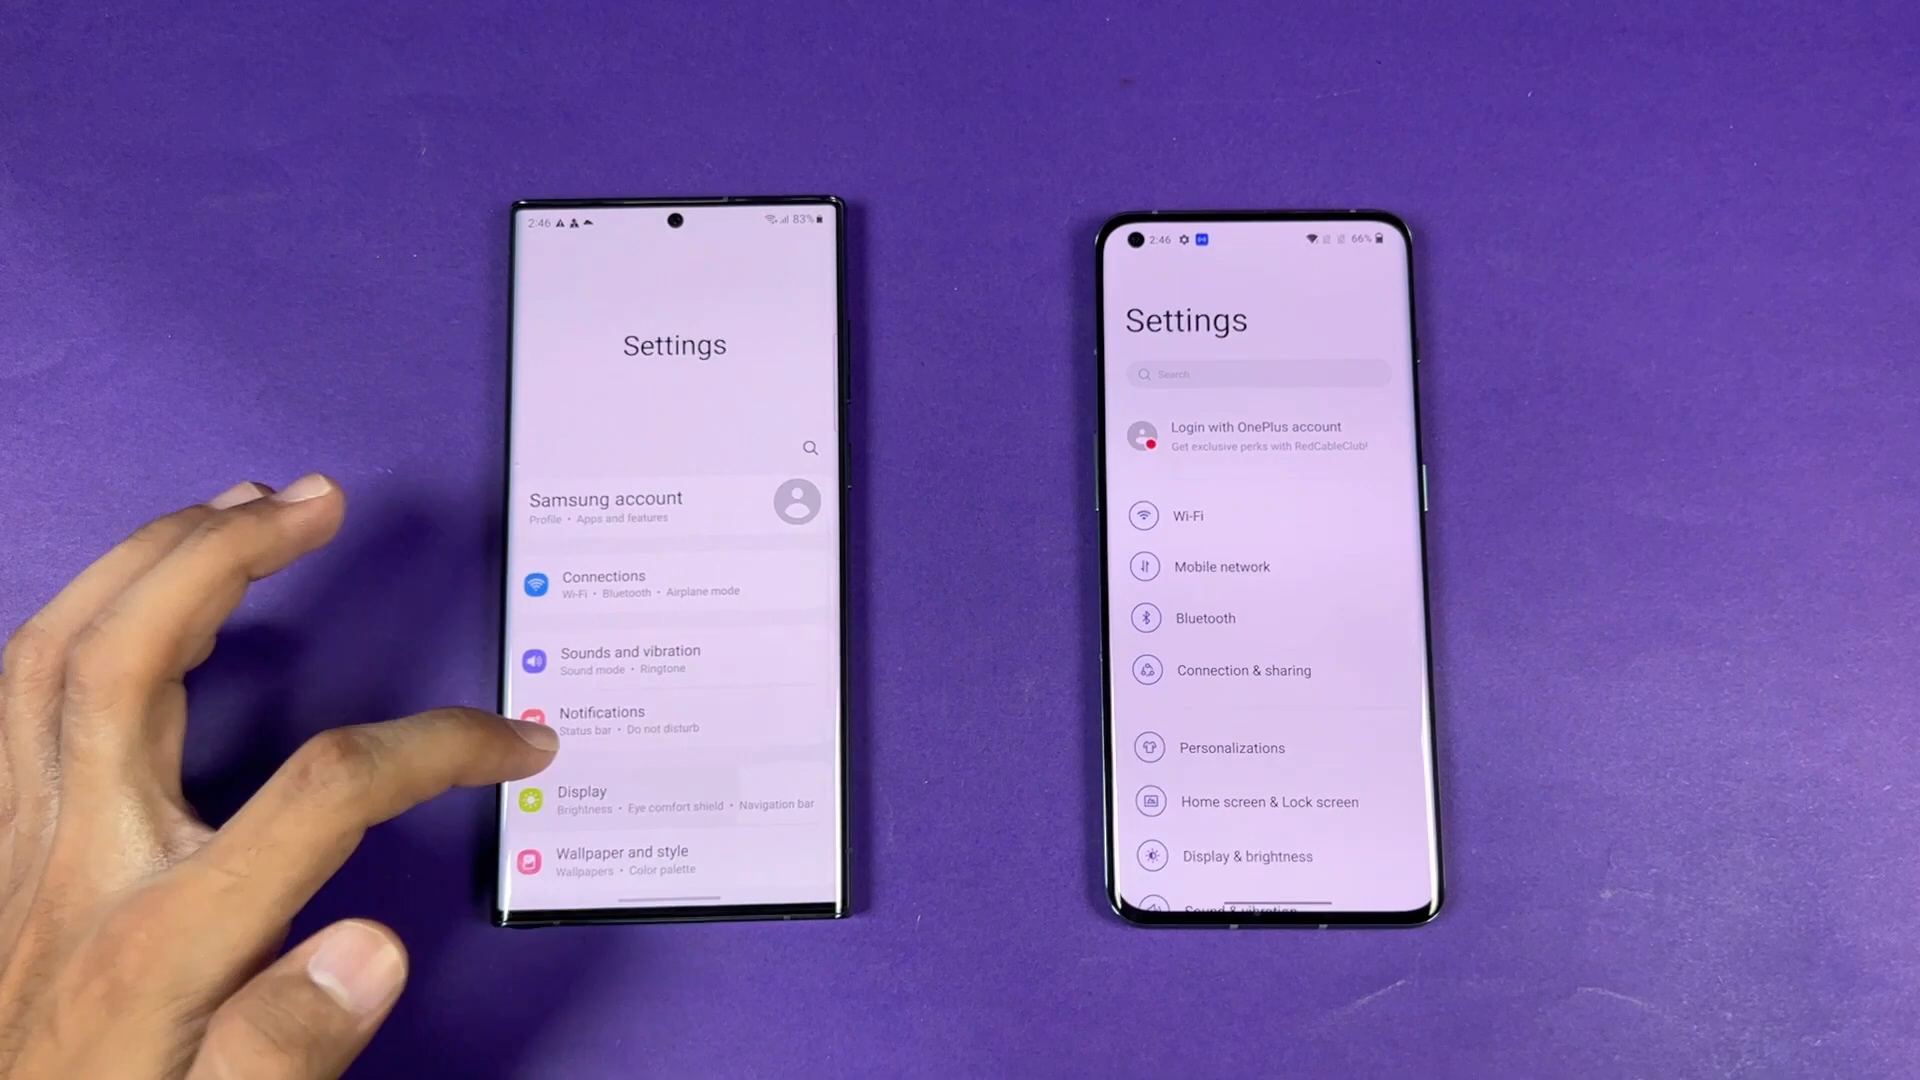 2:46
83%
Settings
Samsung account
Profile • Apps and features
Connections
Wi-Fi • Bluetooth • Airplane mode
Sounds and vibration
Sound mode • Ringtone
Notifications
Status bar • Do not disturb
Display
Brightness • Eye comfort shield • Navigation bar
Wallpaper and style
Wallpapers • Color palette
2:46
66%
Settings
Search
Login with OnePlus account
Get exclusive perks with RedCableClub!
Wi-Fi
Mobile network
Bluetooth
Connection & sharing
Personalizations
Home screen & Lock screen
Display & brightness
Sound & vibration